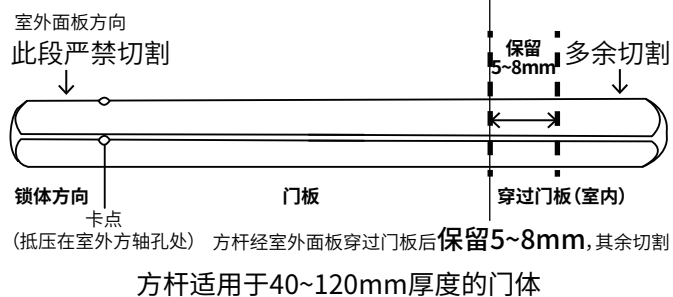 室外面板方向
此段严禁切割
保留
5~8mm
多余切割
锁体方向
门板
穿过门板(室内)
卡点
(抵压在室外方轴孔处)
方杆经室外面板穿过门板后保留5~8mm,其余切割
方杆适用于40~120mm厚度的门体